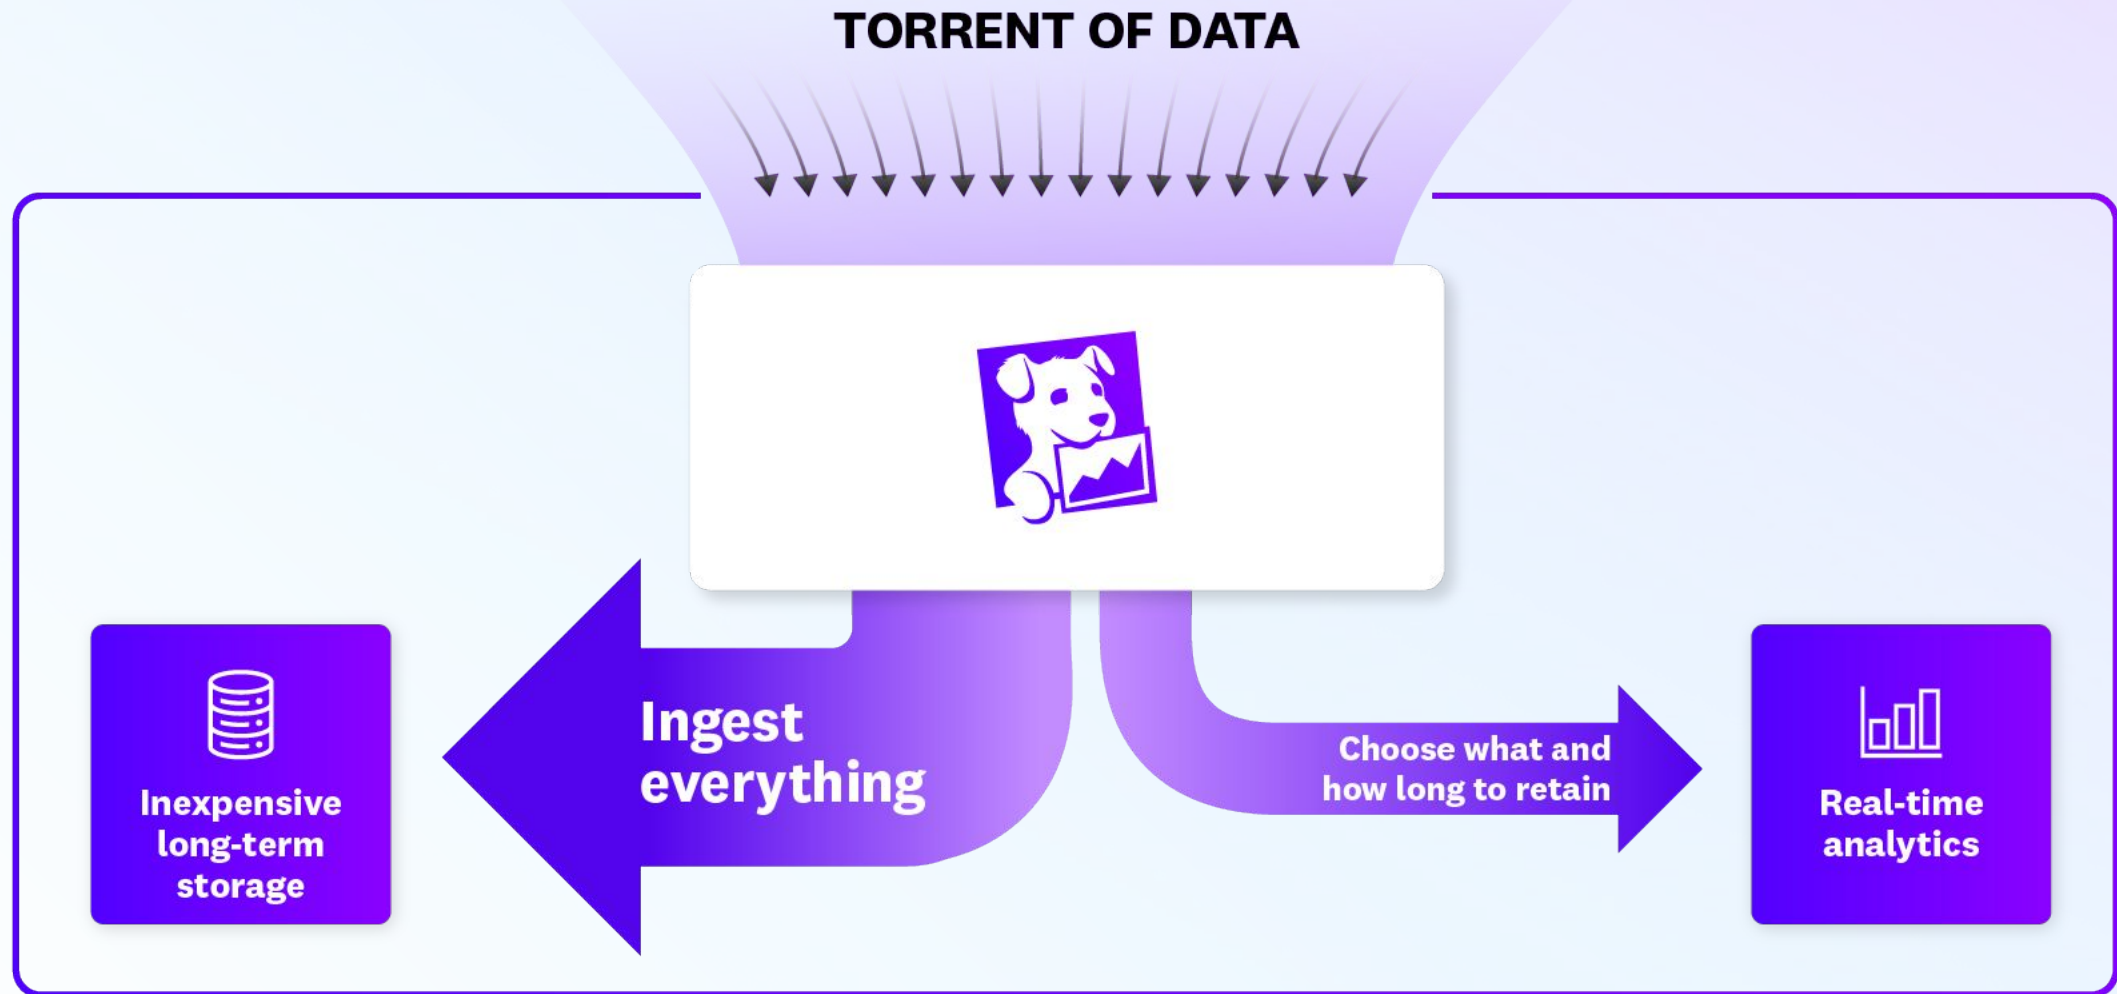 TORRENT OF DATA
Ingest
everything
Choose what and
how long to retain
Inexpensive
long-term
storage
Real-time
analytics